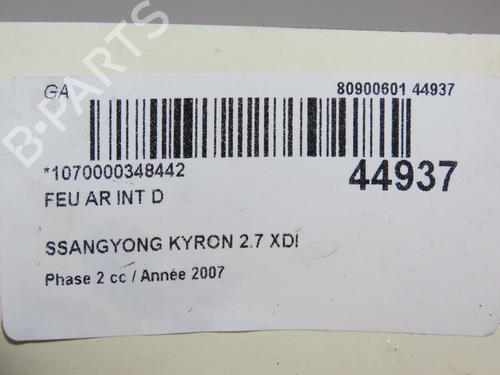 GA
80900601 44937
*1070000348442
44937
FEU AR INT D
SSANGYONG KYRON 2.7 XDI
Phase 2 cc / Année 2007
B-PARTS